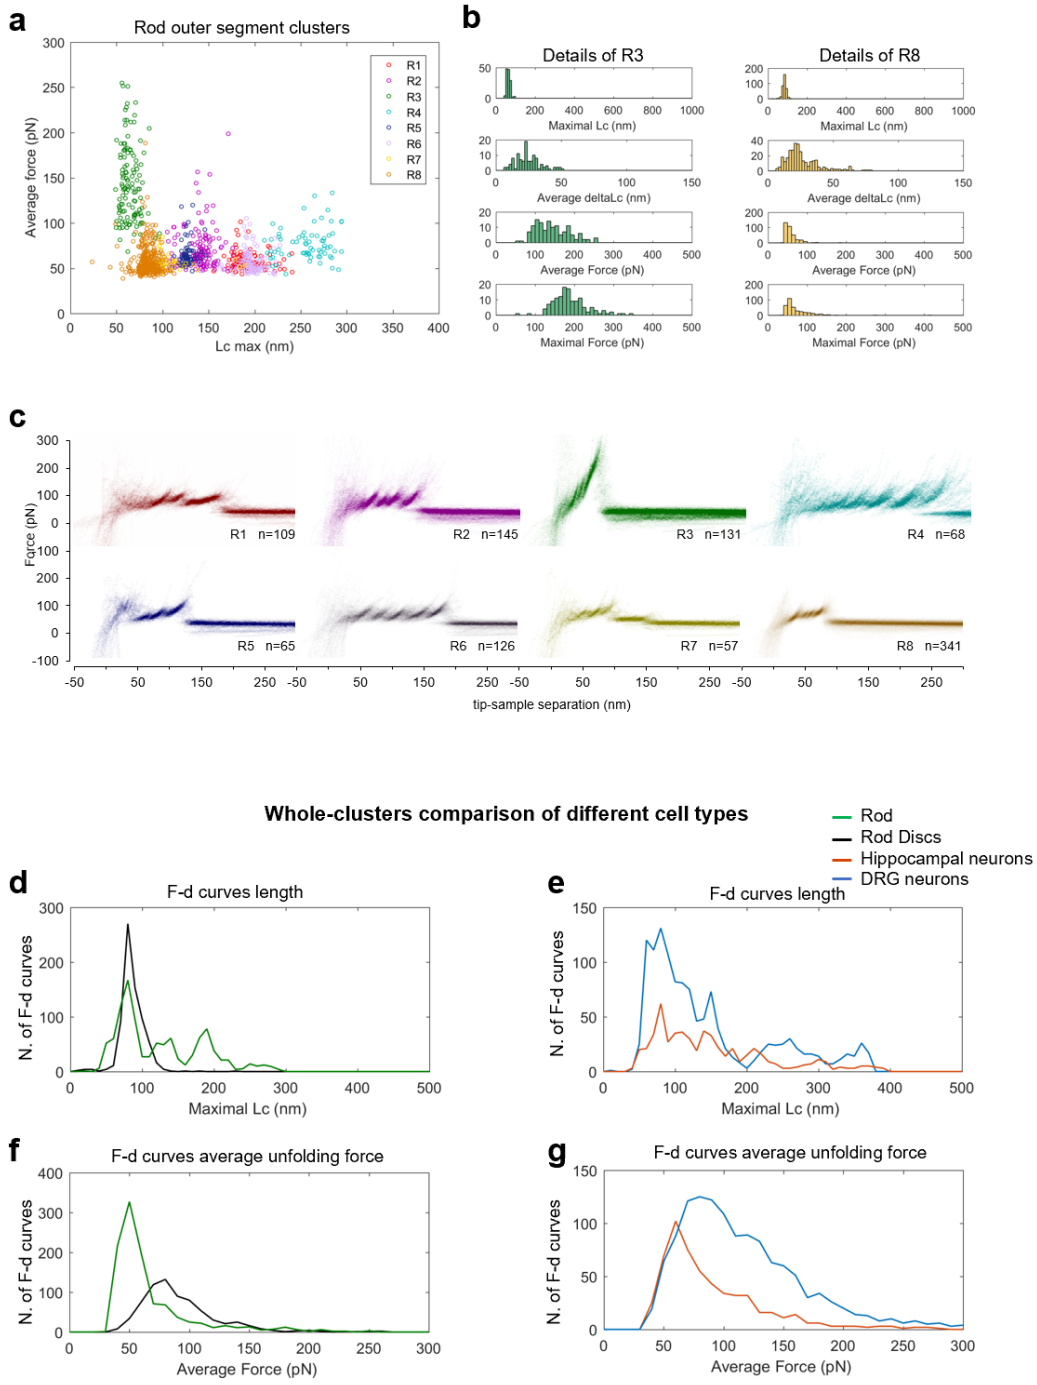 a
Rod outer segment clusters
300
250
200
150
100
50
0
Average force (pN)
0 50 100 150 200 250 300 350 400
Lc max (nm)
R1
R2
R3
R4
R5
R6
R7
R8
b
Details of R3
50
0
0 200 400 600 800 1000
Maximal Lc (nm)
20
10
0
0 50 100 150
Average deltaLc (nm)
20
10
0
0 100 200 300 400 500
Average Force (pN)
20
10
0
0 100 200 300 400 500
Maximal Force (pN)
Details of R8
200
100
0
0 200 400 600 800 1000
Maximal Lc (nm)
40
20
0
0 50 100 150
Average deltaLc (nm)
200
100
0
0 100 200 300 400 500
Average Force (pN)
200
100
0
0 100 200 300 400 500
Maximal Force (pN)
c
300
200
100
0
100
200
100
0
-100
Force (pN)
R1 n=109
R2 n=145
R3 n=131
R4 n=68
R5 n=65
R6 n=126
R7 n=57
R8 n=341
-50 50 150 250 -50 50 150 250 -50 50 150 250 -50 50 150 250
tip-sample separation (nm)
Whole-clusters comparison of different cell types
Rod
Rod Discs
Hippocampal neurons
DRG neurons
d
F-d curves length
300
200
100
0
N. of F-d curves
0 100 200 300 400 500
Maximal Lc (nm)
e
F-d curves length
150
100
50
0
N. of F-d curves
0 100 200 300 400 500
Maximal Lc (nm)
f
F-d curves average unfolding force
400
300
200
100
0
N. of F-d curves
0 50 100 150 200 250 300
Average Force (pN)
g
F-d curves average unfolding force
150
100
50
0
N. of F-d curves
0 50 100 150 200 250 300
Average Force (pN)